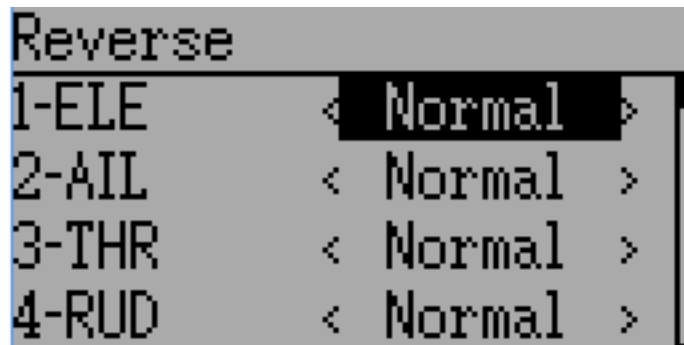 Reverse
1-ELE < Normal >
2-AIL < Normal >
3-THR < Normal >
4-RUD < Normal >